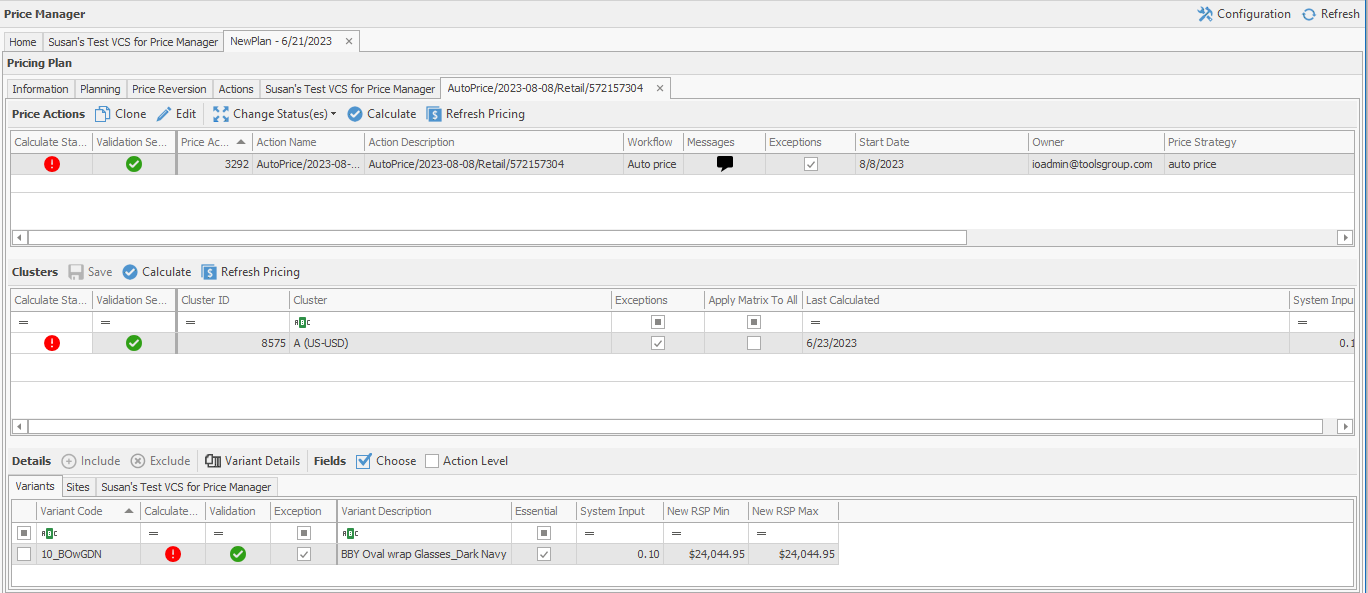 Price Manager Configuration Refresh
Home Susan's Test VCS for Price Manager NewPlan - 6/21/2023 ×
Pricing Plan
Information Planning Price Reversion Actions Susan's Test VCS for Price Manager AutoPrice/2023-08-08/Retail/572157304 ×
Price Actions Clone Edit Change Status(es) Calculate Refresh Pricing
Calculate Sta... Validation Se... Price Ac... Action Name Action Description Workflow Messages Exceptions Start Date Owner Price Strategy
3292 AutoPrice/2023-08-... AutoPrice/2023-08-08/Retail/572157304 Auto price 8/8/2023 ioadmin@toolsgroup.com auto price
Clusters Save Calculate Refresh Pricing
Calculate Sta... Validation Se... Cluster ID Cluster Exceptions Apply Matrix To All Last Calculated System Inpu
= = = ABC = =
8575 A (US-USD) 6/23/2023 0.1
Details Include Exclude Variant Details Fields Choose Action Level
Variants Sites Susan's Test VCS for Price Manager
Variant Code Calculate... Validation Exception Variant Description Essential System Input New RSP Min New RSP Max
ABC = = ABC = = =
10_BOwGDN BBY Oval wrap Glasses_Dark Navy 0.10 $24,044.95 $24,044.95